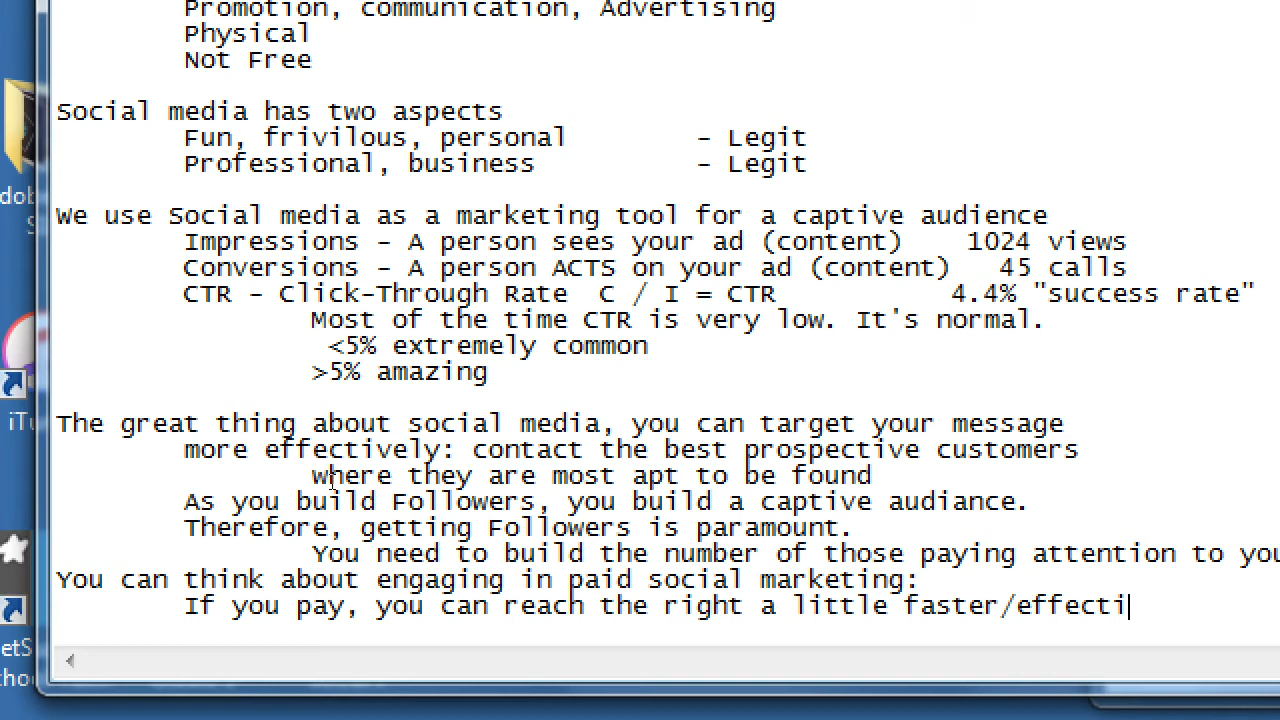 Promotion, communication, Advertising
Physical
Not Free
Social media has two aspects
Fun, frivilous, personal - Legit
Professional, business - Legit
We use Social media as a marketing tool for a captive audience
Impressions - A person sees your ad (content) 1024 views
Conversions - A person ACTS on your ad (content) 45 calls
CTR - Click-Through Rate C / I = CTR 4.4% "success rate"
Most of the time CTR is very low. It's normal.
<5% extremely common
>5% amazing
The great thing about social media, you can target your message
more effectively: contact the best prospective customers
where they are most apt to be found
As you build Followers, you build a captive audiance.
Therefore, getting Followers is paramount.
You need to build the number of those paying attention to you
You can think about engaging in paid social marketing:
If you pay, you can reach the right a little faster/effecti